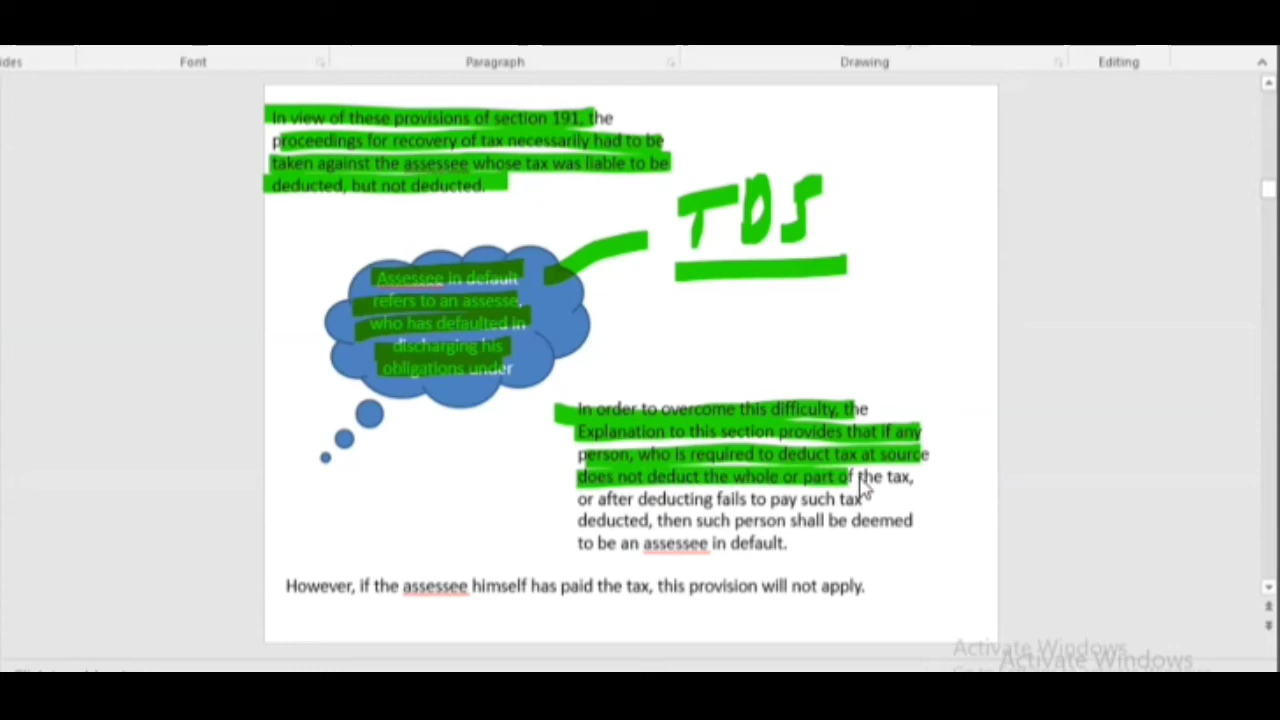 ides Font Paragraph Drawing Editing
In view of these provisions of section 191, the
proceedings for recovery of tax necessarily had to be
taken against the assessee whose tax was liable to be
deducted, but not deducted.
TDS
Assessee in default
refers to an assesse,
who has defaulted in
discharging his
obligations under
In order to overcome this difficulty, the
Explanation to this section provides that if any
person, who is required to deduct tax at source
does not deduct the whole or part of the tax,
or after deducting fails to pay such tax
deducted, then such person shall be deemed
to be an assessee in default.
However, if the assessee himself has paid the tax, this provision will not apply.
Activate Windows
Activate Windows